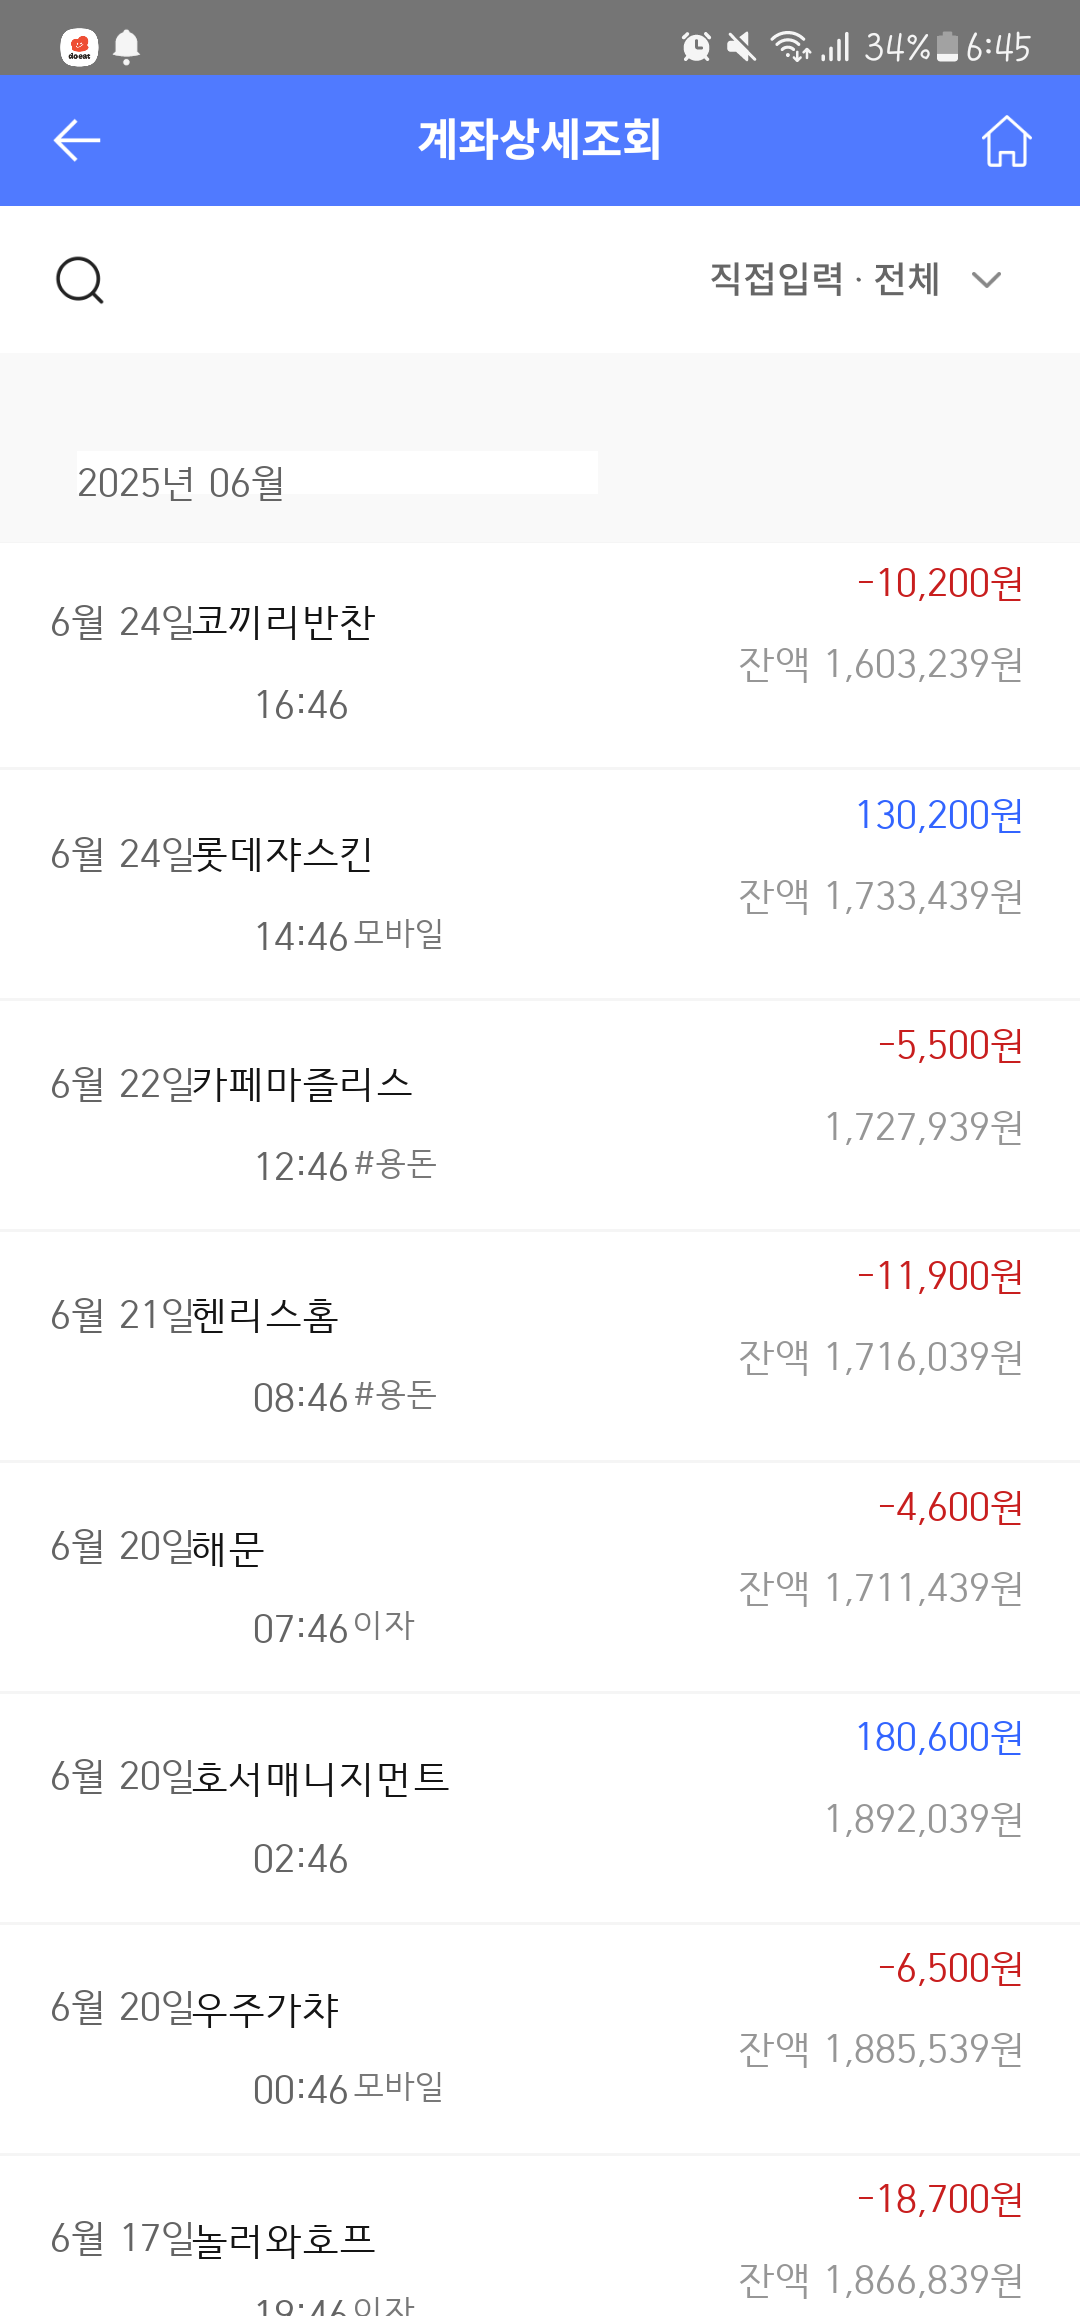 doeat
34% 6:45
계좌상세조회
직접입력 · 전체
2025년 06월
6월 24일 코끼리반찬 -10,200원
잔액 1,603,239원
16:46
6월 24일 롯데쟈스킨 130,200원
잔액 1,733,439원
14:46 모바일
6월 22일 카페마즐리스 -5,500원
1,727,939원
12:46 #용돈
6월 21일 헨리스홈 -11,900원
잔액 1,716,039원
08:46 #용돈
6월 20일 해문 -4,600원
잔액 1,711,439원
07:46 이자
6월 20일 호서매니지먼트 180,600원
1,892,039원
02:46
6월 20일 우주가챠 -6,500원
잔액 1,885,539원
00:46 모바일
6월 17일 놀러와호프 -18,700원
잔액 1,866,839원
19:46 이자